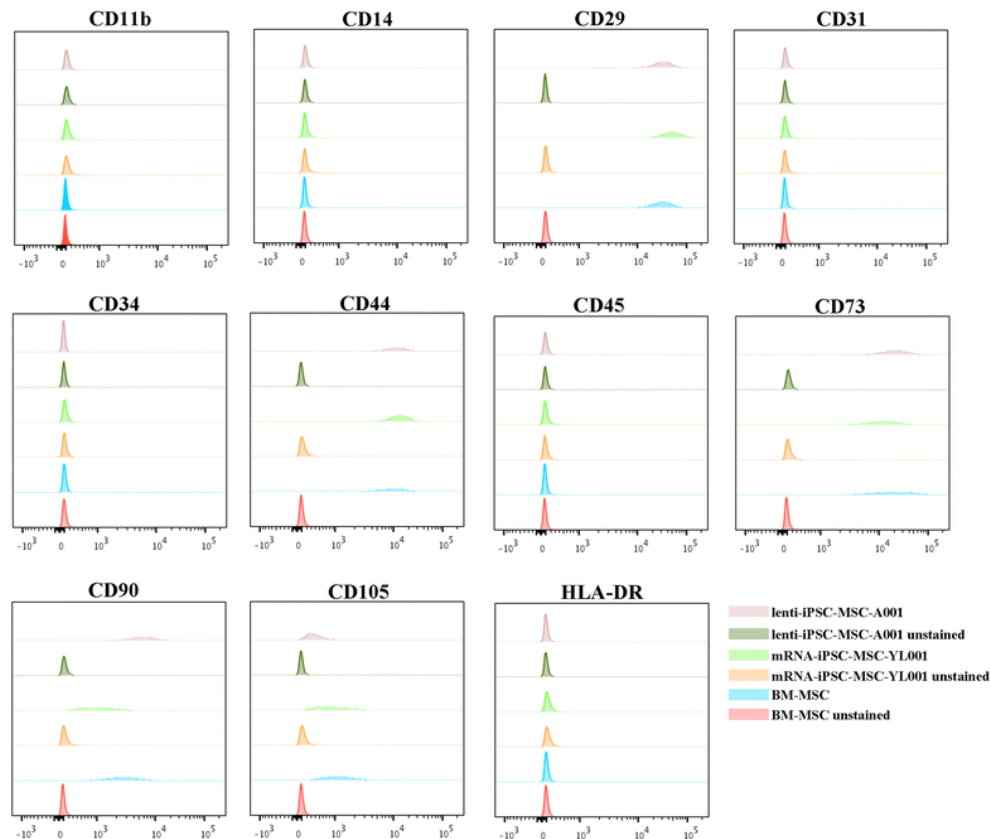 CD11b CD14 CD29 CD31
-10³ 0 10³ 10⁴ 10⁵ -10³ 0 10³ 10⁴ 10⁵ -10³ 0 10³ 10⁴ 10⁵ -10³ 0 10³ 10⁴ 10⁵
CD34 CD44 CD45 CD73
-10³ 0 10³ 10⁴ 10⁵ -10³ 0 10³ 10⁴ 10⁵ -10³ 0 10³ 10⁴ 10⁵ -10³ 0 10³ 10⁴ 10⁵
CD90 CD105 HLA-DR
lenti-iPSC-MSC-A001
lenti-iPSC-MSC-A001 unstained
mRNA-iPSC-MSC-YL001
mRNA-iPSC-MSC-YL001 unstained
BM-MSC
BM-MSC unstained
-10³ 0 10³ 10⁴ 10⁵ -10³ 0 10³ 10⁴ 10⁵ -10³ 0 10³ 10⁴ 10⁵